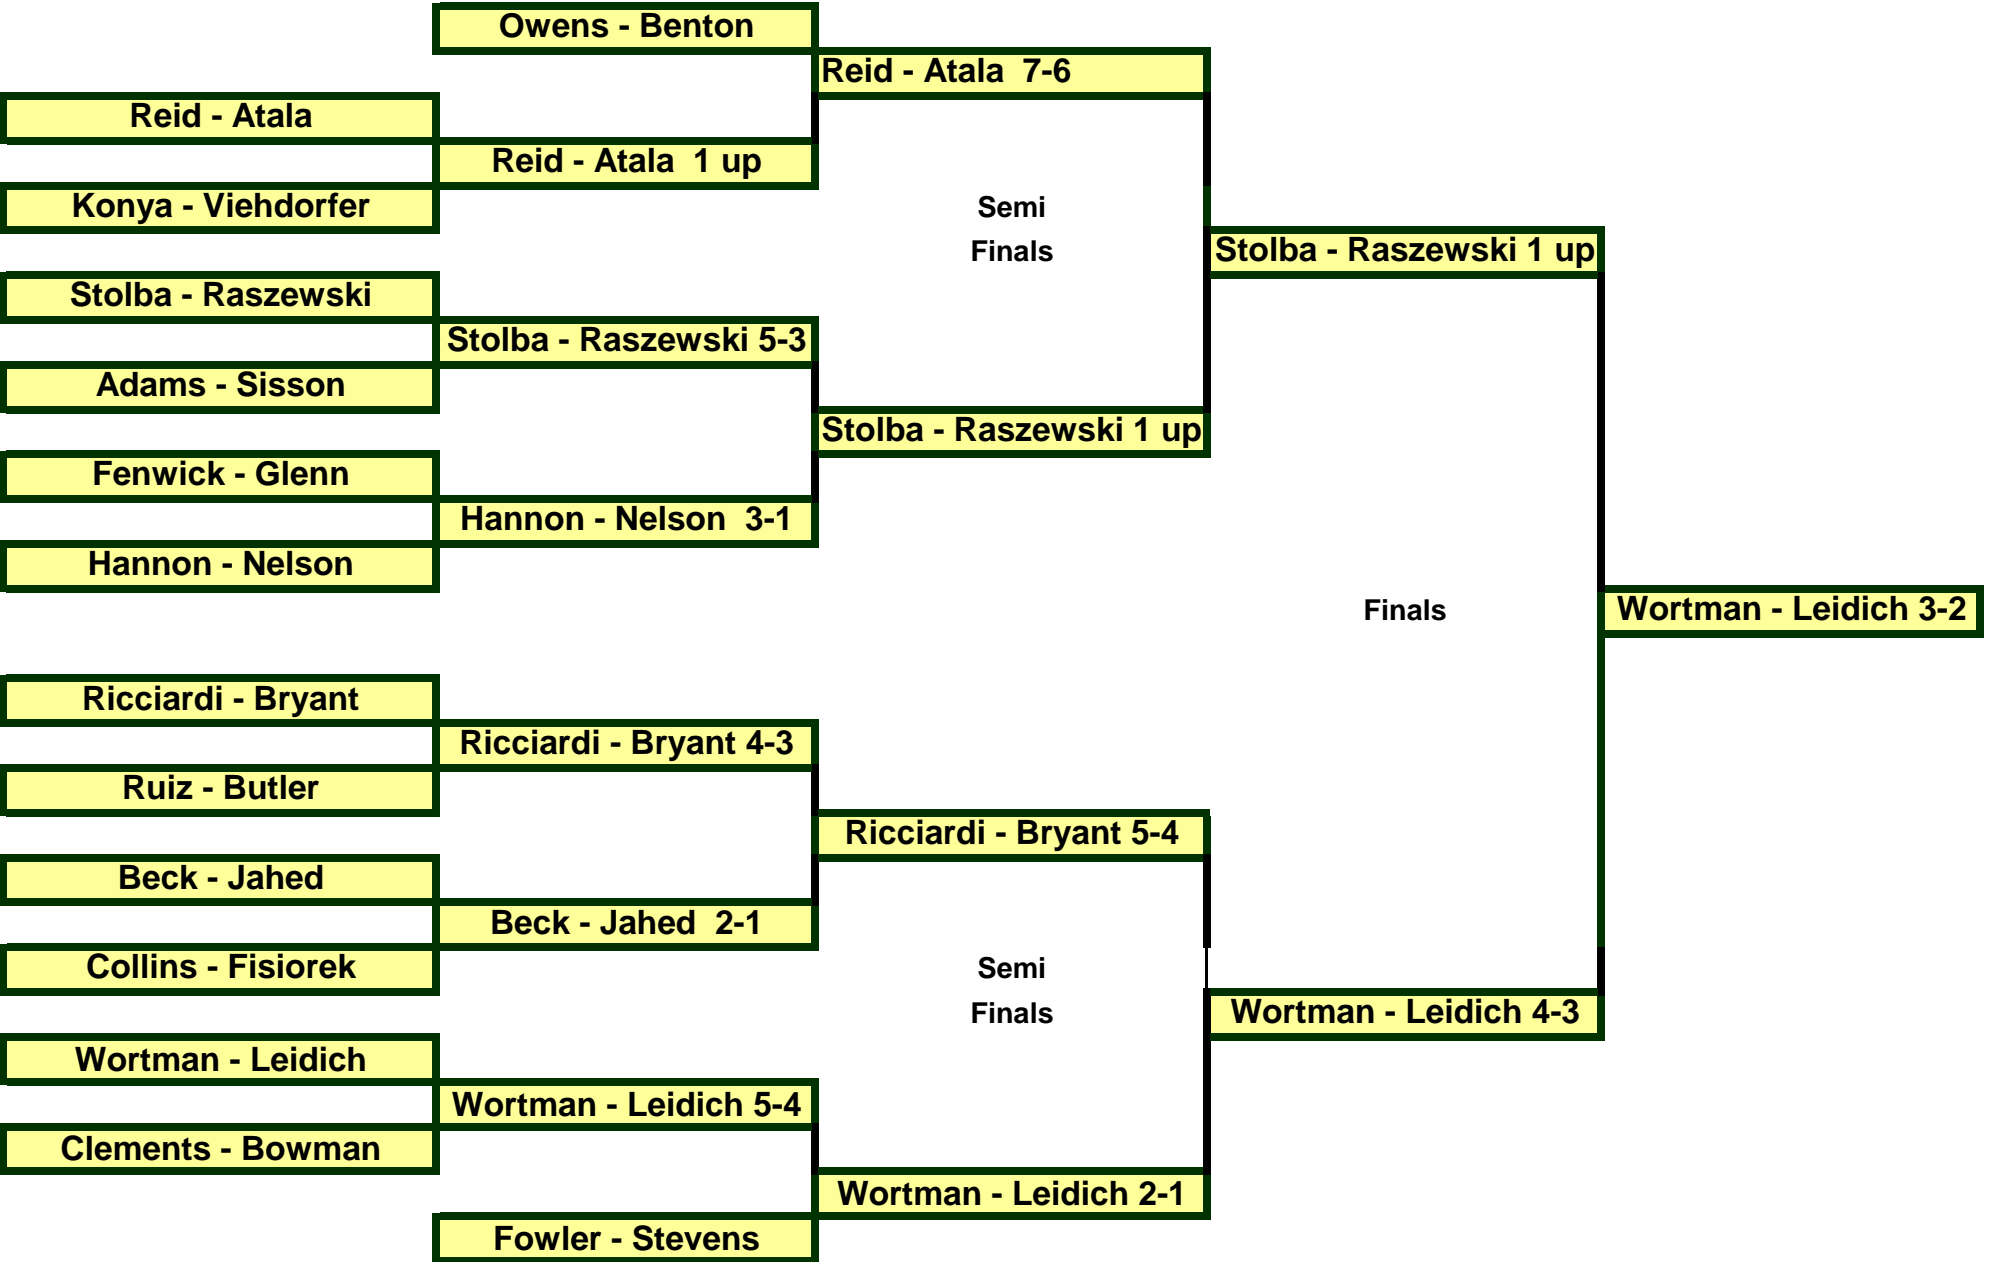 Owens - Benton
Reid - Atala  7-6
Reid - Atala
Reid - Atala  1 up
Konya - Viehdorfer
Semi
Finals
Stolba - Raszewski 1 up
Stolba - Raszewski
Stolba - Raszewski 5-3
Adams - Sisson
Stolba - Raszewski 1 up
Fenwick - Glenn
Hannon - Nelson  3-1
Hannon - Nelson
Finals
Wortman - Leidich 3-2
Ricciardi - Bryant
Ricciardi - Bryant 4-3
Ruiz - Butler
Ricciardi - Bryant 5-4
Beck - Jahed
Beck - Jahed  2-1
Collins - Fisiorek
Semi
Finals
Wortman - Leidich 4-3
Wortman - Leidich
Wortman - Leidich 5-4
Clements - Bowman
Wortman - Leidich 2-1
Fowler - Stevens